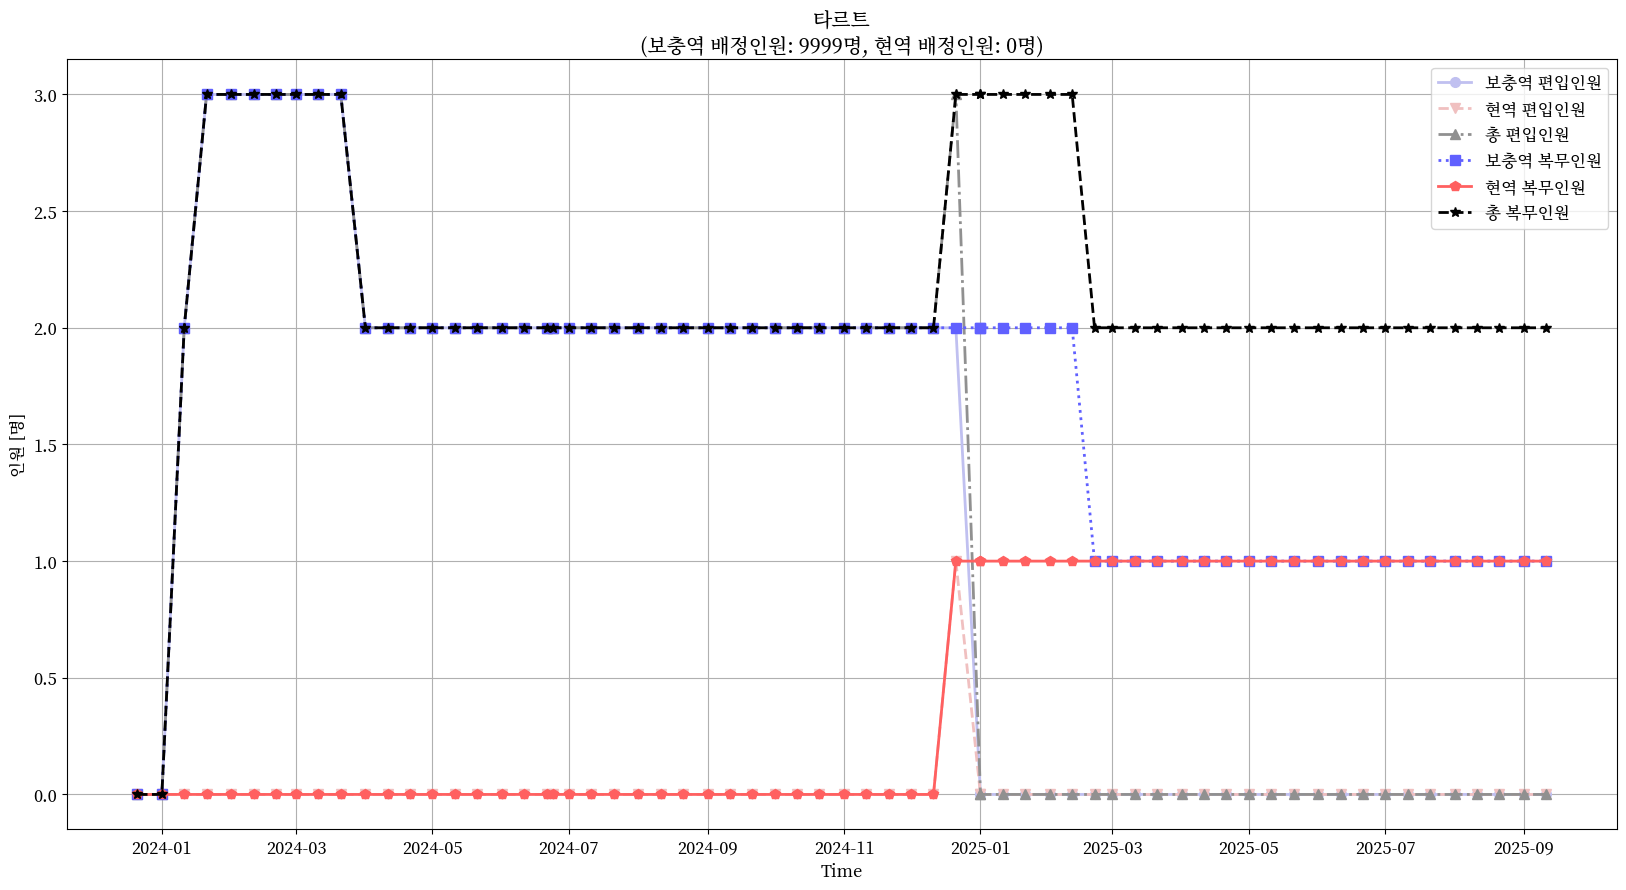 타르트
(보충역 배정인원: 9999명, 현역 배정인원: 0명)
보충역 편입인원
현역 편입인원
총 편입인원
보충역 복무인원
현역 복무인원
총 복무인원
인원 [명]
3.0
2.5
2.0
1.5
1.0
0.5
0.0
2024-01
2024-03
2024-05
2024-07
2024-09
2024-11
2025-01
2025-03
2025-05
2025-07
2025-09
Time